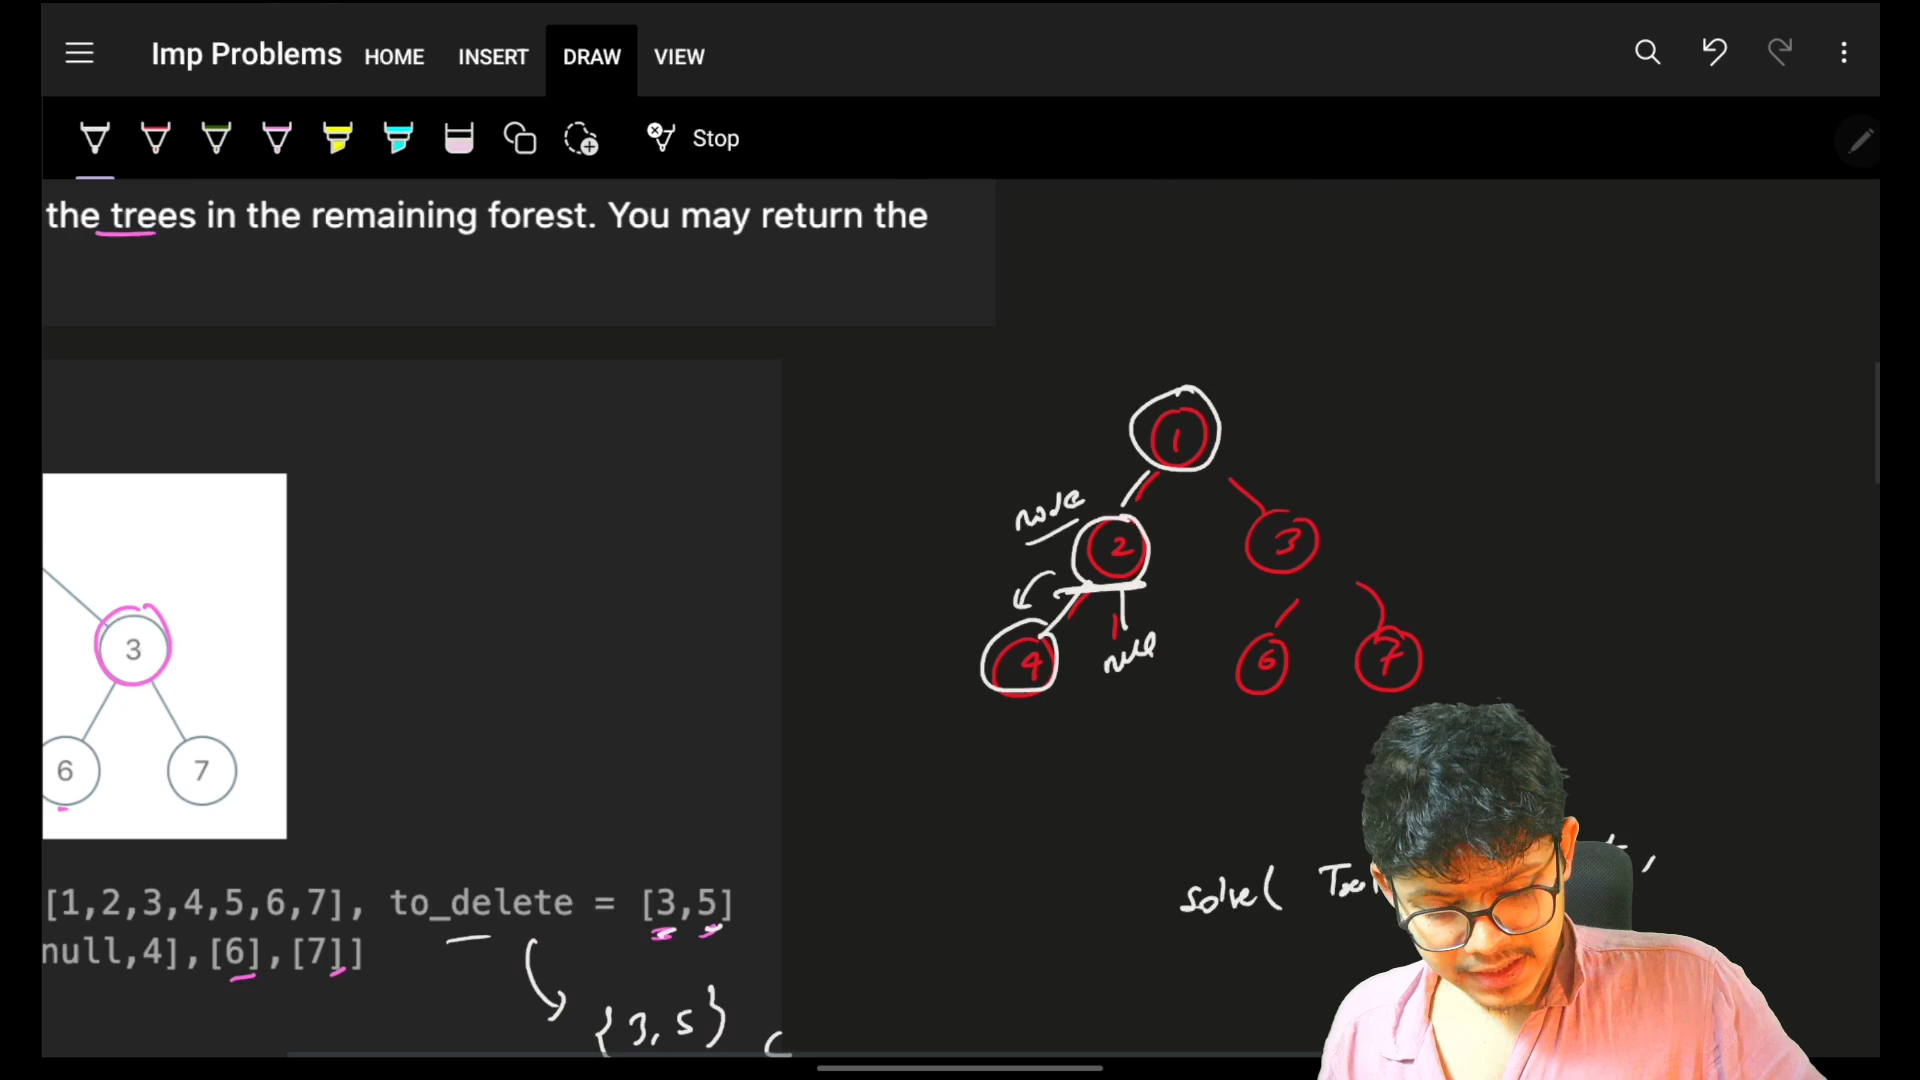 Imp Problems HOME INSERT DRAW VIEW
Stop
the trees in the remaining forest. You may return the
1
node
2
3
3
4
null
6
7
6
7
solve(
[1,2,3,4,5,6,7], to_delete = [3,5]
null,4],[6],[7]]
{3,5}